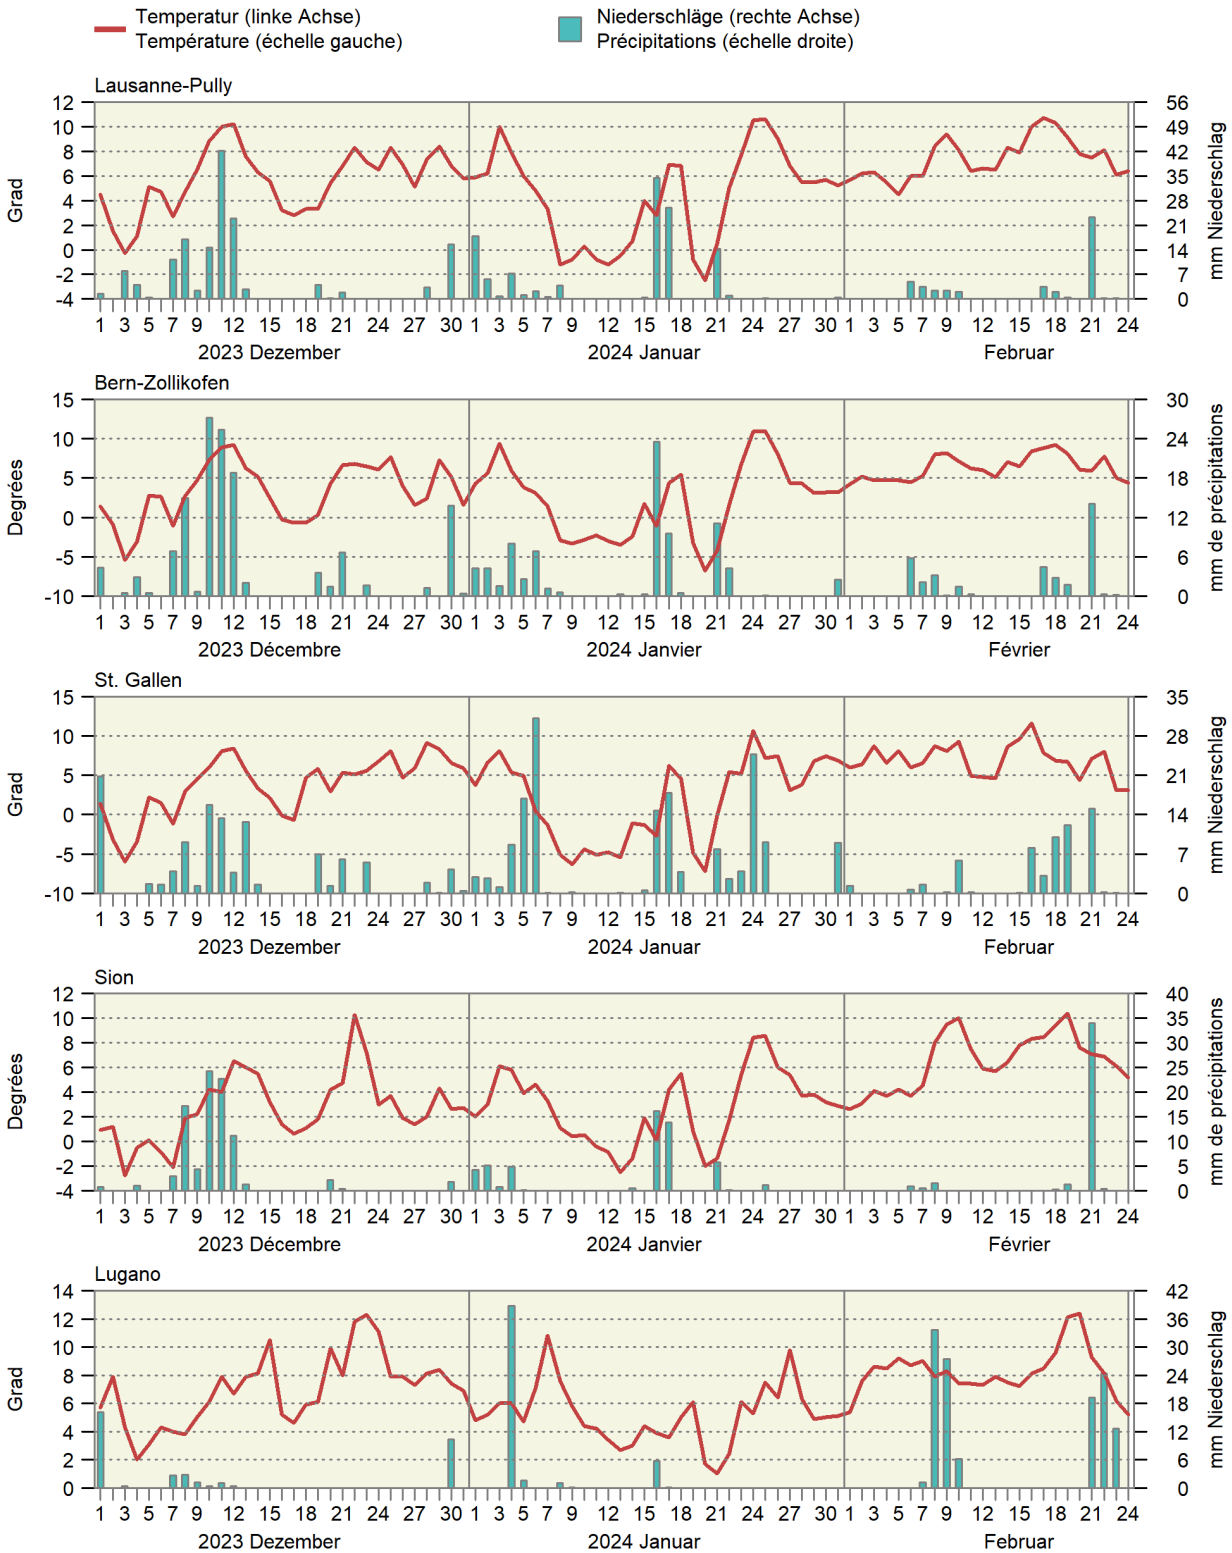 Temperatur (linke Achse)
Température (échelle gauche)
Niederschläge (rechte Achse)
Précipitations (échelle droite)
Lausanne-Pully
12 10 8 6 4 2 0 -2 -4
Grad
56 49 42 35 28 21 14 7 0
mm Niederschlag
1 3 5 7 9 12 15 18 21 24 27 30 1 3 5 7 9 12 15 18 21 24 27 30 1 3 5 7 9 12 15 18 21 24
2023 Dezember 2024 Januar Februar
Bern-Zollikofen
15 10 5 0 -5 -10
Degrées
30 24 18 12 6 0
mm de précipitations
1 3 5 7 9 12 15 18 21 24 27 30 1 3 5 7 9 12 15 18 21 24 27 30 1 3 5 7 9 12 15 18 21 24
2023 Décembre 2024 Janvier Février
St. Gallen
15 10 5 0 -5 -10
Grad
35 28 21 14 7 0
mm Niederschlag
1 3 5 7 9 12 15 18 21 24 27 30 1 3 5 7 9 12 15 18 21 24 27 30 1 3 5 7 9 12 15 18 21 24
2023 Dezember 2024 Januar Februar
Sion
12 10 8 6 4 2 0 -2 -4
Degrées
40 35 30 25 20 15 10 5 0
mm de précipitations
1 3 5 7 9 12 15 18 21 24 27 30 1 3 5 7 9 12 15 18 21 24 27 30 1 3 5 7 9 12 15 18 21 24
2023 Décembre 2024 Janvier Février
Lugano
14 12 10 8 6 4 2 0
Grad
42 36 30 24 18 12 6 0
mm Niederschlag
1 3 5 7 9 12 15 18 21 24 27 30 1 3 5 7 9 12 15 18 21 24 27 30 1 3 5 7 9 12 15 18 21 24
2023 Dezember 2024 Januar Februar